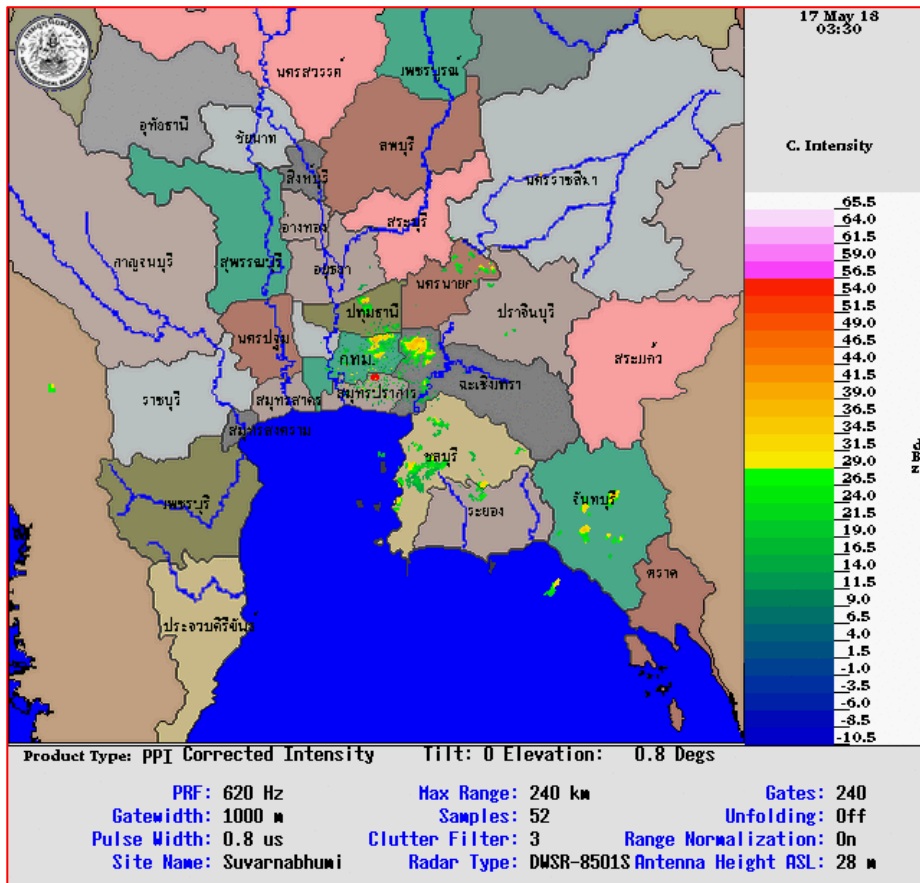 17 May 18
03:30
C. Intensity
นครสวรรค์
เพชรบูรณ์
อุทัยธานี
ชัยนาท
ลพบุรี
สิงห์บุรี
นครราชสีมา
อ่างทอง
สระบุรี
กาญจนบุรี
สุพรรณบุรี
อยุธยา
นครนายก
ปทุมธานี
ปราจีนบุรี
นครปฐม
กทม.
สระแก้ว
ฉะเชิงเทรา
ราชบุรี
สมุทรสาคร
สมุทรปราการ
สมุทรสงคราม
ชลบุรี
เพชรบุรี
ระยอง
จันทบุรี
ตราด
ประจวบคีรีขันธ์
65.5
64.0
61.5
59.0
56.5
54.0
51.5
49.0
46.5
44.0
41.5
39.0
36.5
34.0
31.5
29.0
26.5
24.0
21.5
19.0
16.5
14.0
11.5
9.0
6.5
4.0
1.5
-1.0
-3.5
-6.0
-8.5
-10.5
dBZ
Product Type: PPI Corrected Intensity Tilt: 0 Elevation: 0.8 Degs
PRF: 620 Hz Max Range: 240 km Gates: 240
Gatewidth: 1000 m Samples: 52 Unfolding: Off
Pulse Width: 0.8 us Clutter Filter: 3 Range Normalization: On
Site Name: Suvarnabhumi Radar Type: DWSR-8501S Antenna Height ASL: 28 m